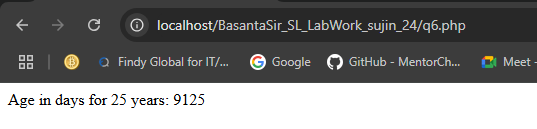 localhost/BasantaSir_SL_LabWork_sujin_24/q6.php
Findy Global for IT/... Google GitHub - MentorCh... Meet -
Age in days for 25 years: 9125